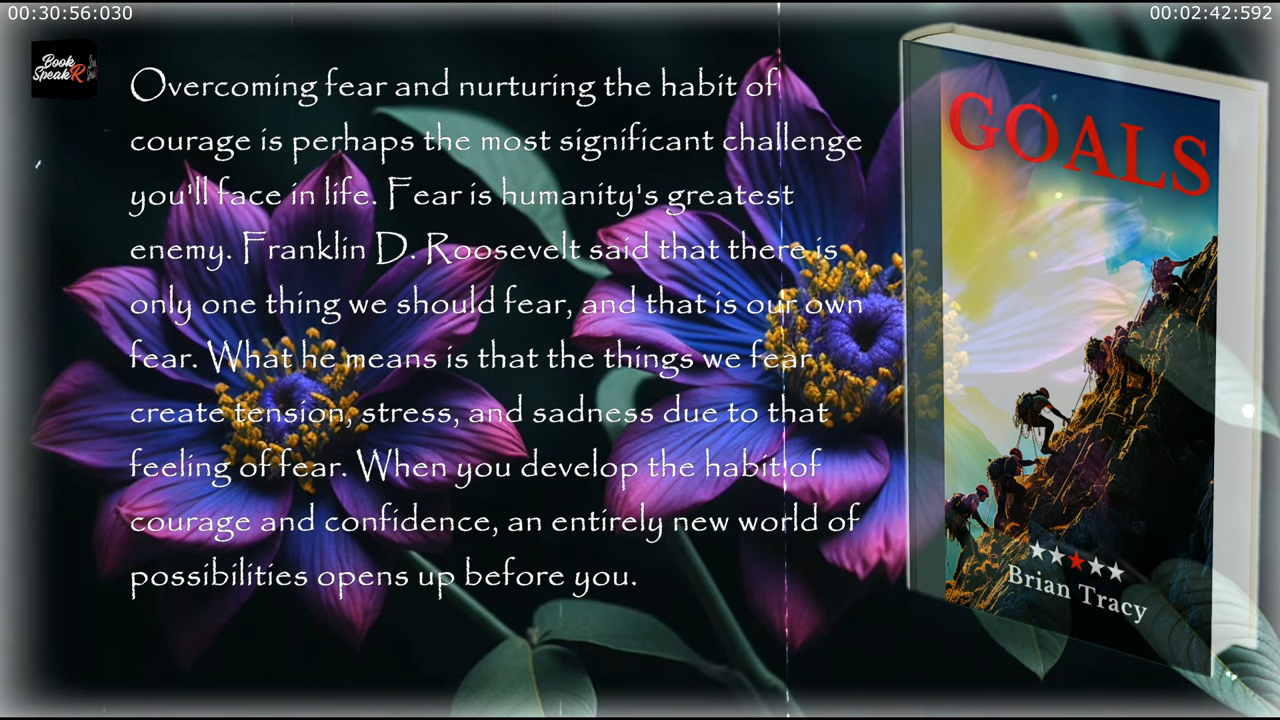 00:30:56:030
00:02:42:592
Book
SpeakR
Overcoming fear and nurturing the habit of
courage is perhaps the most significant challenge
you'll face in life. Fear is humanity's greatest
enemy. Franklin D. Roosevelt said that there is
only one thing we should fear, and that is our own
fear. What he means is that the things we fear
create tension, stress, and sadness due to that
feeling of fear. When you develop the habit of
courage and confidence, an entirely new world of
possibilities opens up before you.
GOALS
Brian Tracy